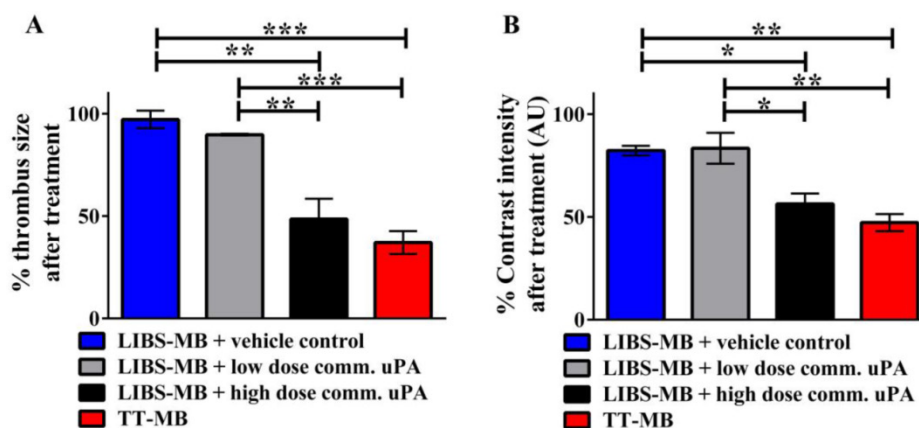 A
***
**
***
**
% thrombus size
after treatment
100
50
0
LIBS-MB + vehicle control
LIBS-MB + low dose comm. uPA
LIBS-MB + high dose comm. uPA
TT-MB
B
**
*
**
*
% Contrast intensity
after treatment (AU)
100
50
0
LIBS-MB + vehicle control
LIBS-MB + low dose comm. uPA
LIBS-MB + high dose comm. uPA
TT-MB